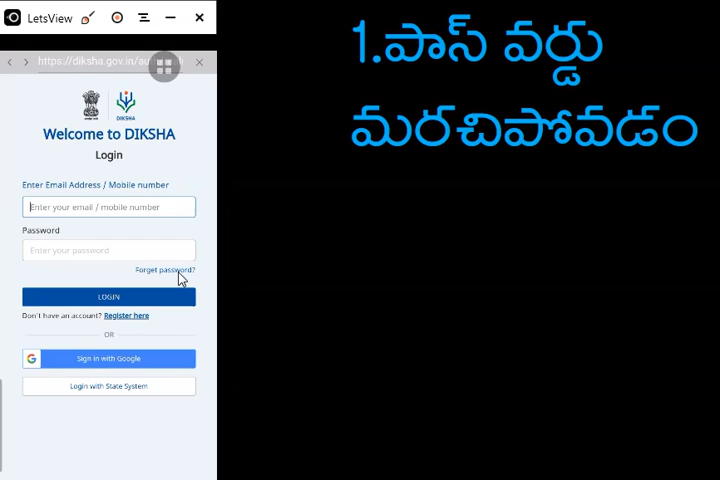 LetsView
1.పాస్ వర్డు
మరచిపోవడం
https://diksha.gov.in/au
DIKSHA
Welcome to DIKSHA
Login
Enter Email Address / Mobile number
Enter your email / mobile number
Password
Enter your password
Forget password?
LOGIN
Don't have an account? Register here
OR
Sign in with Google
Login with State System